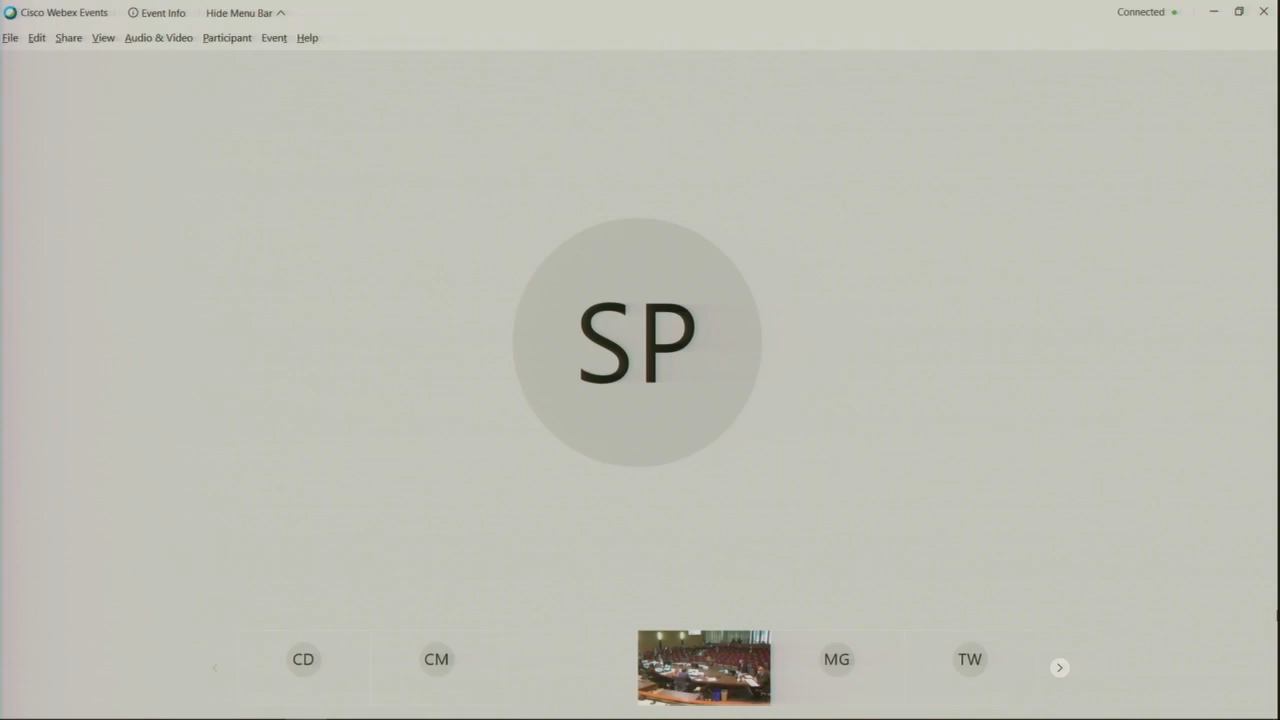 Cisco Webex Events Event Info Hide Menu Bar Connected
File Edit Share View Audio & Video Participant Event Help
SP
CD CM MG TW